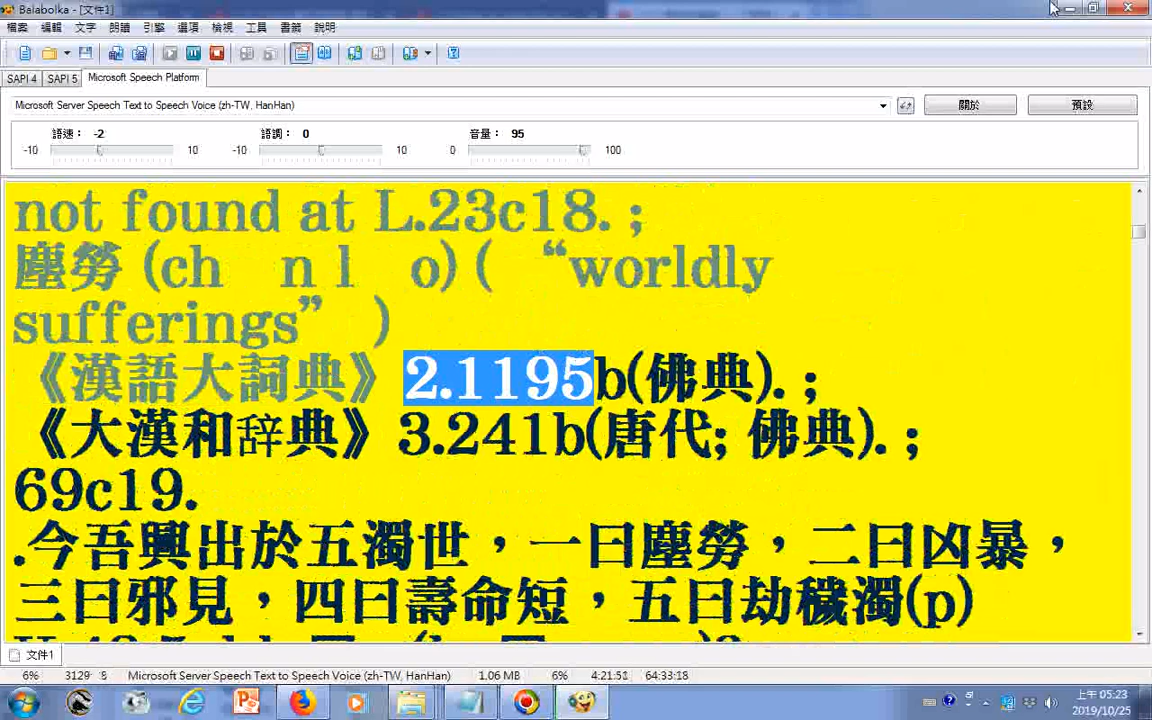 Balabolka - [文件1]
檔案 編輯 文字 朗讀 引擎 選項 檢視 工具 書籤 說明
SAPI 4 SAPI 5 Microsoft Speech Platform
Microsoft Server Speech Text to Speech Voice (zh-TW, HanHan) 關於 預設
語速： -2 語調： 0 音量： 95
-10 10 -10 10 0 100
not found at L.23c18. ;
塵勞 (ch n l o) ( “worldly
sufferings” )
《漢語大詞典》 2.1195b(佛典). ;
《大漢和辞典》 3.241b(唐代; 佛典). ;
69c19.
.今吾興出於五濁世，一曰塵勞，二曰凶暴，
三曰邪見，四曰壽命短，五曰劫穢濁(p)
文件1
6% 3129 Microsoft Server Speech Text to Speech Voice (zh-TW, HanHan) 1.06 MB 6% 4:21:51 64:33:18
上午 05:23
2019/10/25